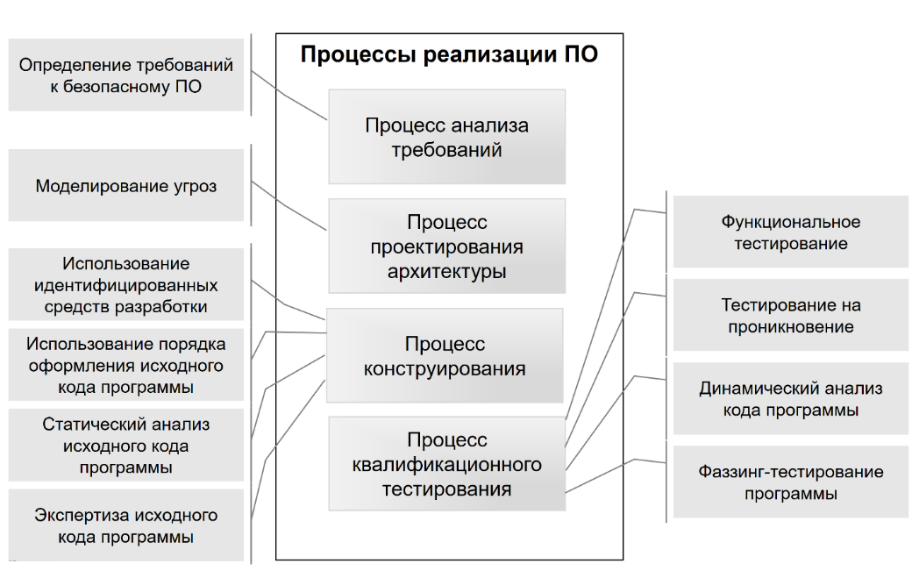 Процессы реализации ПО
Определение требований
к безопасному ПО
Моделирование угроз
Использование
идентифицированных
средств разработки
Использование порядка
оформления исходного
кода программы
Статический анализ
исходного кода
программы
Экспертиза исходного
кода программы
Процесс анализа
требований
Процесс
проектирования
архитектуры
Процесс
конструирования
Процесс
квалификационного
тестирования
Функциональное
тестирование
Тестирование на
проникновение
Динамический анализ
кода программы
Фаззинг-тестирование
программы